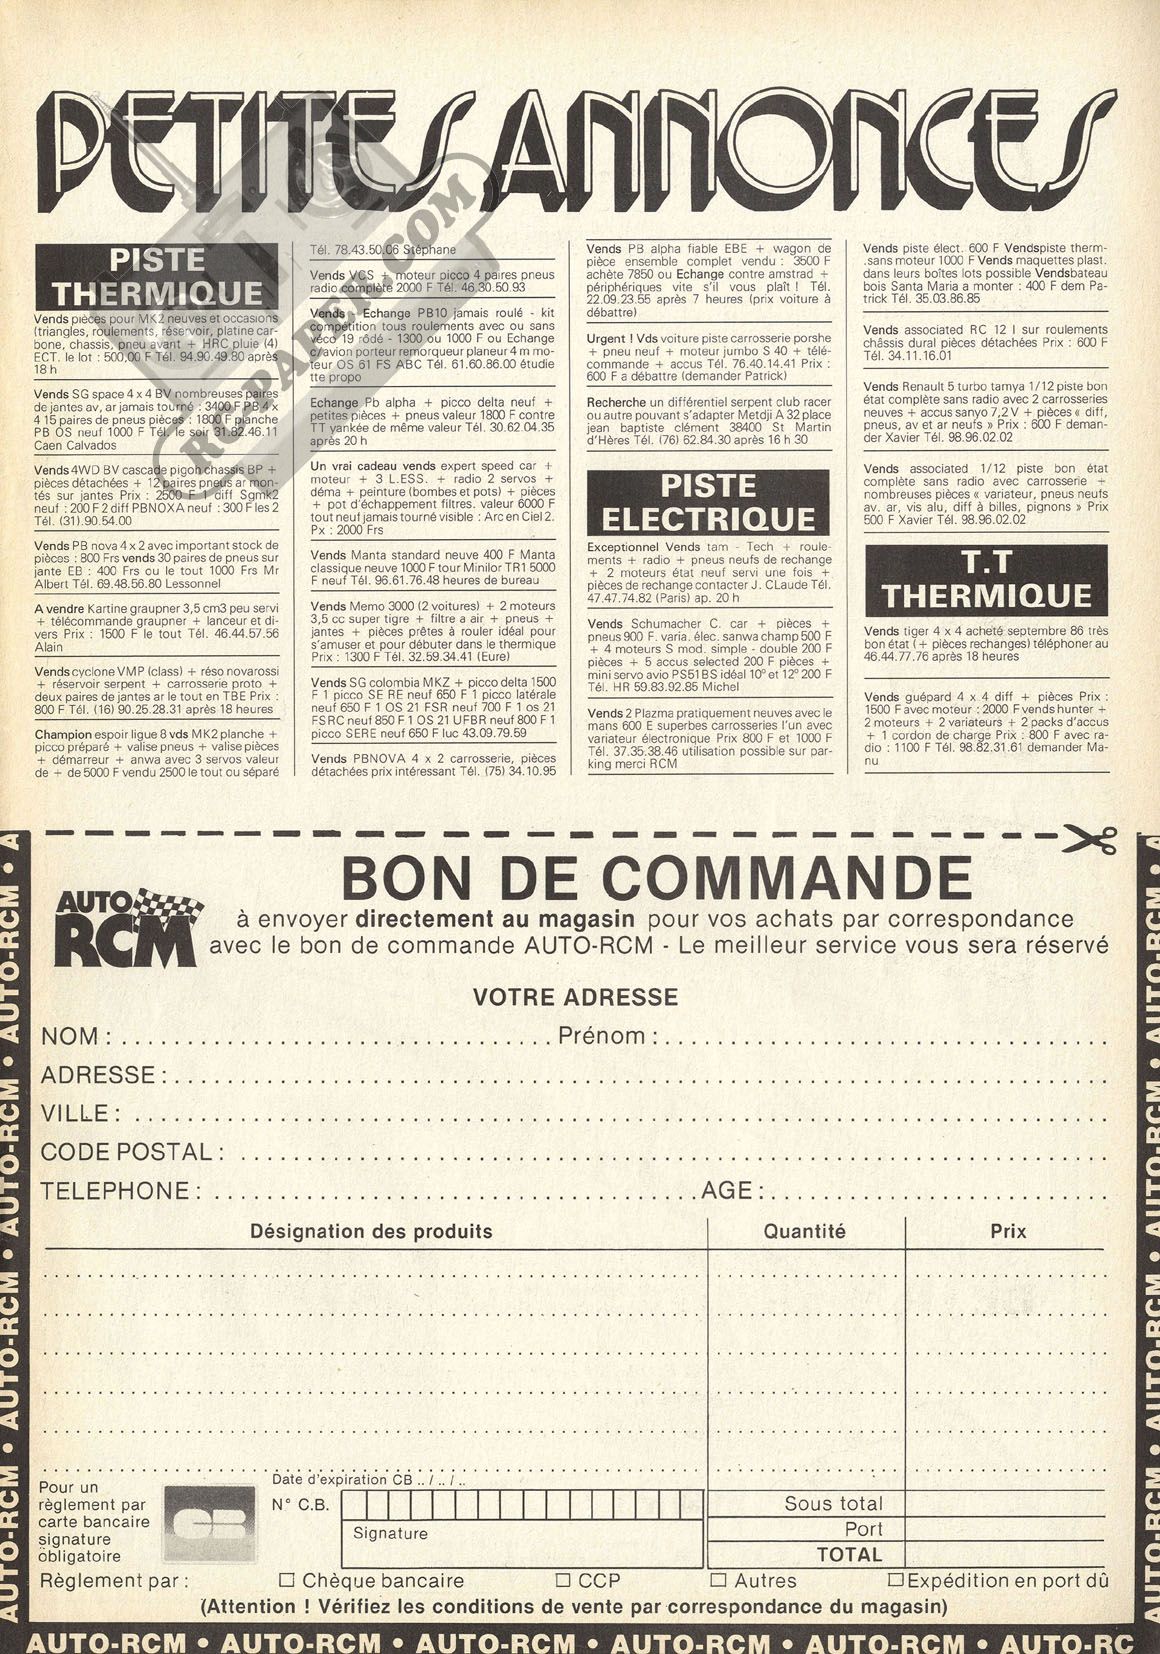 PETITES ANNONCES
PISTE
THERMIQUE
Vends pièces pour MK2 neuves et occasions
(triangles, roulements, réservoir, platine car-
bone, chassis, pneu avant + HRC pluie (4)
ECT. le lot : 500,00 F Tél. 94.90.49.80 après
18 h
Vends SG space 4 x 4 BV nombreuses paires
de jantes av, ar jamais tourné : 3400 F PB 4 x
4 15 paires de pneus pièces : 1800 F planche
PB OS neuf 1000 F Tél. le soir 31.82.46.11
Caen Calvados
Vends 4WD BV cascade pigoh chassis BP +
pièces détachées + 12 paires pneus armon-
tés sur jantes Prix : 2500 F diff Sgmk2
neuf : 200 F 2 diff PBNOXA neuf : 300 F les 2
Tél. (31).90.54.00
Vends PB nova 4 x 2 avec important stock de
pièces : 800 Frs vends 30 paires de pneus sur
jante EB : 400 Frs ou le tout 1000 Frs Mr
Albert Tél. 69.48.56.80 Lessonnel
A vendre Kartine graupner 3,5 cm3 peu servi
+ télécommande graupner + lanceur et di-
vers Prix : 1500 F le tout Tél. 46.44.57.56
Alain
Vends cyclone VMP (class) + réso novarossi
+ réservoir serpent + carrosserie proto +
deux paires de jantes ar le tout en TBE Prix :
800 F Tél. (16) 90.25.28.31 après 18 heures
Champion espoir ligue 8 vds MK2 planche +
picco préparé + valise pneus + valise pièces
+ démarreur + anwa avec 3 servos valeur
de + de 5000 F vendu 2500 le tout ou séparé
Tél. 78.43.50.06 Stéphane
Vends VCS + moteur picco 4 paires pneus
radio complète 2000 F Tél. 46.30.50.93
Vends - Echange PB10 jamais roulé - kit
compétition tous roulements avec ou sans
véco 19 rôdé - 1300 ou 1000 F ou Echange
c/avion porteur remorqueur planeur 4 m mo-
teur OS 61 FS ABC Tél. 61.60.86.00 étudie
tte propo
Echange Pb alpha + picco delta neuf +
petites pièces + pneus valeur 1800 F contre
TT yankée de même valeur Tél. 30.62.04.35
après 20 h
Un vrai cadeau vends expert speed car +
moteur + 3 L.ESS. + radio 2 servos +
déma + peinture (bombes et pots) + pièces
+ pot d'échappement filtres. valeur 6000 F
tout neuf jamais tourné visible : Arc en Ciel 2.
Px : 2000 Frs
Vends Manta standard neuve 400 F Manta
classique neuve 1000 F tour Minilor TR1 5000
F neuf Tél. 96.61.76.48 heures de bureau
Vends Memo 3000 (2 voitures) + 2 moteurs
3,5 cc super tigre + filtre a air + pneus +
jantes + pièces prêtes à rouler idéal pour
s'amuser et pour débuter dans le thermique
Prix : 1300 F Tél. 32.59.34.41 (Eure)
Vends SG colombia MKZ + picco delta 1500
F 1 picco SE RE neuf 650 F 1 picco latérale
neuf 650 F 1 OS 21 FSR neuf 700 F 1 os 21
FSRC neuf 850 F 1 OS 21 UFBR neuf 800 F 1
picco SERE neuf 650 F luc 43.09.79.59
Vends PBNOVA 4 x 2 carrosserie, pièces
détachées prix intéressant Tél. (75) 34.10.95
Vends PB alpha fiable EBE + wagon de
pièce ensemble complet vendu : 3500 F
achète 7850 ou Echange contre amstrad +
périphériques vite s'il vous plaît ! Tél.
22.09.23.55 après 7 heures (prix voiture à
débattre)
Urgent ! Vds voiture piste carrosserie porshe
+ pneu neuf + moteur jumbo S 40 + télé-
commande + accus Tél. 76.40.14.41 Prix :
600 F a débattre (demander Patrick)
Recherche un différentiel serpent club racer
ou autre pouvant s'adapter Metdji A 32 place
jean baptiste clément 38400 St Martin
d'Hères Tél. (76) 62.84.30 après 16 h 30
PISTE
ELECTRIQUE
Exceptionnel Vends tam - Tech + roule-
ments + radio + pneus neufs de rechange
+ 2 moteurs état neuf servi une fois +
pièces de rechange contacter J. CLaude Tél.
47.47.74.82 (Paris) ap. 20 h
Vends Schumacher C. car + pièces +
pneus 900 F. varia. élec. sanwa champ 500 F
+ 4 moteurs S mod. simple - double 200 F
pièces + 5 accus selected 200 F pièces +
mini servo avio PS51BS idéal 10° et 12° 200 F
Tél. HR 59.83.92.85 Michel
Vends 2 Plazma pratiquement neuves avec le
mans 600 E superbes carrosseries l'un avec
variateur électronique Prix 800 F et 1000 F
Tél. 37.35.38.46 utilisation possible sur par-
king merci RCM
Vends piste élect. 600 F Vendspiste therm-
.sans moteur 1000 F Vends maquettes plast.
dans leurs boîtes lots possible Vendsbateau
bois Santa Maria a monter : 400 F dem Pa-
trick Tél. 35.03.86.85
Vends associated RC 12 I sur roulements
châssis dural pièces détachées Prix : 600 F
Tél. 34.11.16.01
Vends Renault 5 turbo tamya 1/12 piste bon
état complète sans radio avec 2 carrosseries
neuves + accus sanyo 7,2 V + pièces « diff,
pneus, av et ar neufs » Prix : 600 F deman-
der Xavier Tél. 98.96.02.02
Vends associated 1/12 piste bon état
complète sans radio avec carrosserie +
nombreuses pièces « variateur, pneus neufs
av. ar, vis alu, diff à billes, pignons » Prix
500 F Xavier Tél. 98.96.02.02
T.T
THERMIQUE
Vends tiger 4 x 4 acheté septembre 86 très
bon état (+ pièces rechanges) téléphoner au
46.44.77.76 après 18 heures
Vends guépard 4 x 4 diff + pièces Prix :
1500 F avec moteur : 2000 F vends hunter +
2 moteurs + 2 variateurs + 2 packs d'accus
+ 1 cordon de charge Prix : 800 F avec ra-
dio : 1100 F Tél. 98.82.31.61 demander Ma-
nu
RC-PAPER.COM
AUTO
RCM
BON DE COMMANDE
à envoyer directement au magasin pour vos achats par correspondance
avec le bon de commande AUTO-RCM - Le meilleur service vous sera réservé
VOTRE ADRESSE
NOM : Prénom :
ADRESSE :
VILLE :
CODE POSTAL :
TELEPHONE : AGE :
Désignation des produits Quantité Prix
Pour un
règlement par
carte bancaire
signature
obligatoire
CB
Date d'expiration CB .. / .. / ..
N° C.B.
Signature
Sous total
Port
TOTAL
Règlement par : Chèque bancaire CCP Autres Expédition en port dû
(Attention ! Vérifiez les conditions de vente par correspondance du magasin)
A • AUTO-RCM • AUTO-RCM • AUTO-RCM • AUTO-RCM • AUTO-RCM
AUTO-RCM • AUTO-RCM • AUTO-RCM • AUTO-RCM • AUTO-RCM • AUTO-RC
A • AUTO-RCM • AUTO-RCM • AUTO-RCM • AUTO-RCM • AUTO-RCM